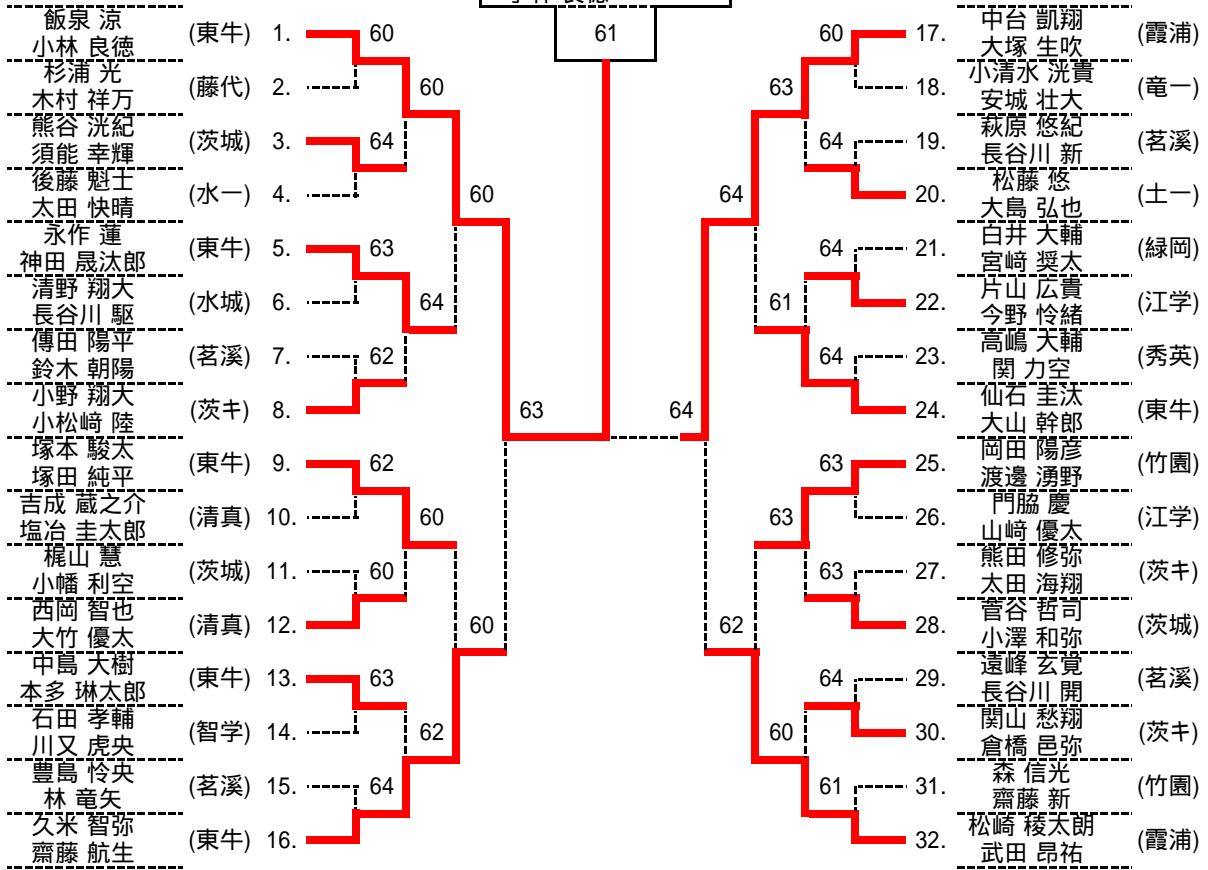 61
飯泉 涼
小林 良徳
(東牛) 1.
杉浦 光
木村 祥万
(藤代) 2.
熊谷 洸紀
須能 幸輝
(茨城) 3.
後藤 魁士
太田 快晴
(水一) 4.
永作 蓮
神田 晟汰郎
(東牛) 5.
清野 翔大
長谷川 駆
(水城) 6.
傳田 陽平
鈴木 朝陽
(茗溪) 7.
小野 翔大
小松﨑 陸
(茨キ) 8.
塚本 駿太
塚田 純平
(東牛) 9.
吉成 蔵之介
塩冶 圭太郎
(清真) 10.
梶山 慧
小幡 利空
(茨城) 11.
西岡 智也
大竹 優太
(清真) 12.
中島 大樹
本多 琳太郎
(東牛) 13.
石田 孝輔
川又 虎央
(智学) 14.
豊島 怜央
林 竜矢
(茗溪) 15.
久米 智弥
齋藤 航生
(東牛) 16.
60
64
63
62
62
60
63
64
60
64
60
62
60
60
63
64
64
62
63
61
63
60
60
64
64
64
63
63
64
61
17.
中台 凱翔
大塚 生吹
(霞浦)
18.
小清水 洸貴
安城 壮大
(竜一)
19.
萩原 悠紀
長谷川 新
(茗溪)
20.
松藤 悠
大島 弘也
(土一)
21.
白井 大輔
宮﨑 奨太
(緑岡)
22.
片山 広貴
今野 怜緒
(江学)
23.
高嶋 大輔
関 力空
(秀英)
24.
仙石 圭汰
大山 幹郎
(東牛)
25.
岡田 陽彦
渡邊 湧野
(竹園)
26.
門脇 慶
山﨑 優太
(江学)
27.
熊田 修弥
太田 海翔
(茨キ)
28.
菅谷 哲司
小澤 和弥
(茨城)
29.
遠峰 玄覚
長谷川 開
(茗溪)
30.
関山 愁翔
倉橋 邑弥
(茨キ)
31.
森 信光
齋藤 新
(竹園)
32.
松崎 稜太朗
武田 昂祐
(霞浦)